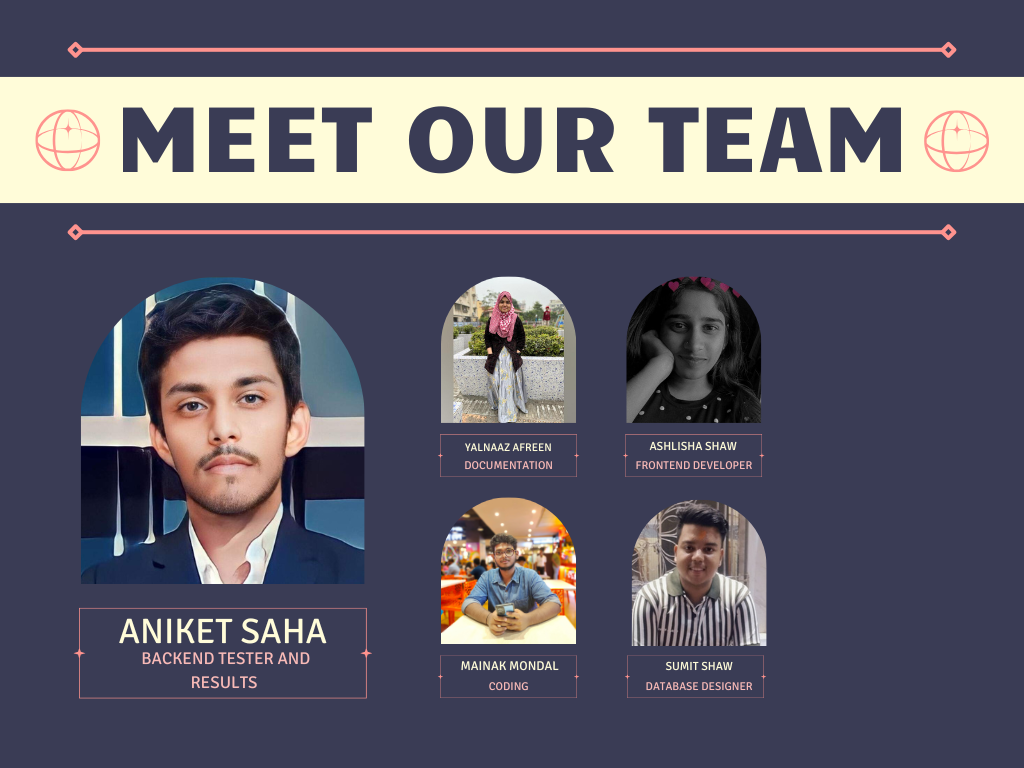 MEET OUR TEAM
ANIKET SAHA
BACKEND TESTER AND
RESULTS
YALNAAZ AFREEN
DOCUMENTATION
ASHLISHA SHAW
FRONTEND DEVELOPER
MAINAK MONDAL
CODING
SUMIT SHAW
DATABASE DESIGNER